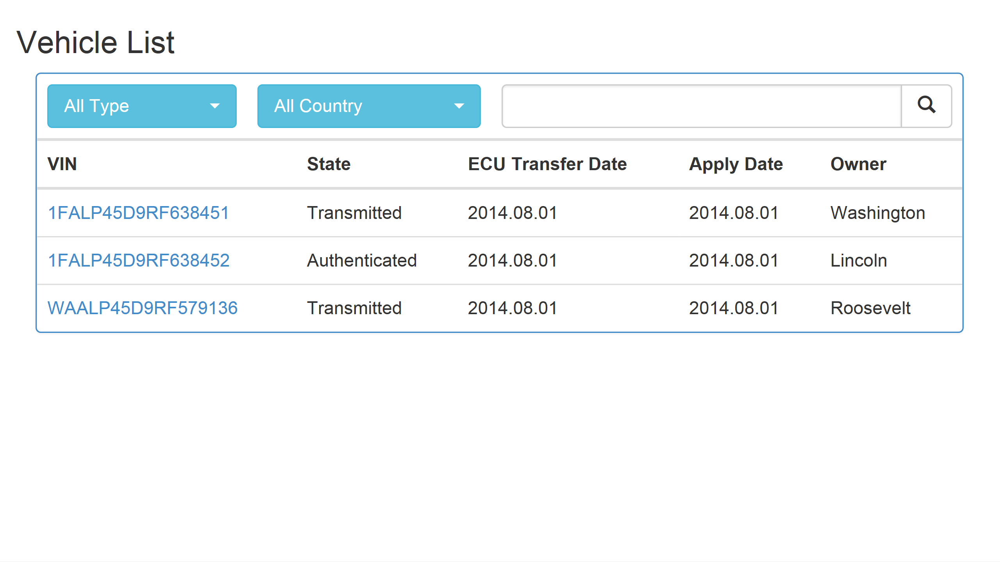 Vehicle List
All Type All Country
VIN State ECU Transfer Date Apply Date Owner
1FALP45D9RF638451 Transmitted 2014.08.01 2014.08.01 Washington
1FALP45D9RF638452 Authenticated 2014.08.01 2014.08.01 Lincoln
WAALP45D9RF579136 Transmitted 2014.08.01 2014.08.01 Roosevelt